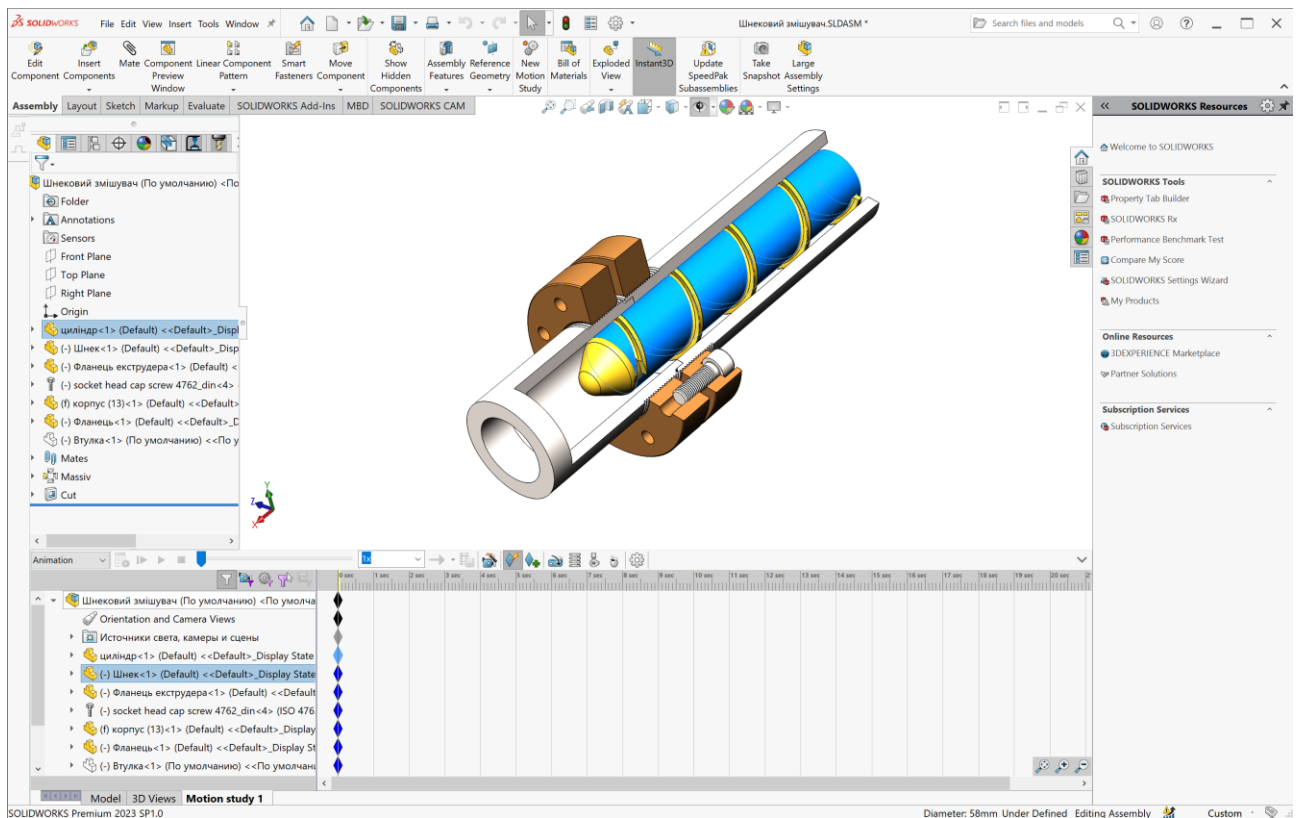 SOLIDWORKS File Edit View Insert Tools Window Шнековий змішувач.SLDASM * Search files and models
Edit Component
Insert Components
Mate
Component Preview Window
Linear Component Pattern
Smart Fasteners
Move Component
Show Hidden Components
Assembly Features
Reference Geometry
New Motion Study
Bill of Materials
Exploded View
Instant3D
Update SpeedPak Subassemblies
Take Snapshot
Large Assembly Settings
Assembly Layout Sketch Markup Evaluate SOLIDWORKS Add-Ins MBD SOLIDWORKS CAM
Шнековий змішувач (По умолчанию) <По
Folder
Annotations
Sensors
Front Plane
Top Plane
Right Plane
Origin
циліндр<1> (Default) <<Default>_Displ
(-) Шнек<1> (Default) <<Default>_Disp
(-) Фланець екструдера<1> (Default) <
(-) socket head cap screw 4762_din<4>
(f) корпус (13)<1> (Default) <<Default>
(-) Фланець<1> (Default) <<Default>_D
(-) Втулка<1> (По умолчанию) <<По у
Mates
Massiv
Cut
Y
Z
X
SOLIDWORKS Resources
Welcome to SOLIDWORKS
SOLIDWORKS Tools
Property Tab Builder
SOLIDWORKS Rx
Performance Benchmark Test
Compare My Score
SOLIDWORKS Settings Wizard
My Products
Online Resources
3DEXPERIENCE Marketplace
Partner Solutions
Subscription Services
Subscription Services
Animation 1x
0 sec 1 sec 2 sec 3 sec 4 sec 5 sec 6 sec 7 sec 8 sec 9 sec 10 sec 11 sec 12 sec 13 sec 14 sec 15 sec 16 sec 17 sec 18 sec 19 sec 20 sec 2
Шнековий змішувач (По умолчанию) <По умолча
Orientation and Camera Views
Источники света, камеры и сцены
циліндр<1> (Default) <<Default>_Display State
(-) Шнек<1> (Default) <<Default>_Display State
(-) Фланець екструдера<1> (Default) <<Default
(-) socket head cap screw 4762_din<4> (ISO 476
(f) корпус (13)<1> (Default) <<Default>_Display
(-) Фланець<1> (Default) <<Default>_Display St
(-) Втулка<1> (По умолчанию) <<По умолчан
Model 3D Views Motion study 1
SOLIDWORKS Premium 2023 SP1.0 Diameter: 58mm Under Defined Editing Assembly Custom